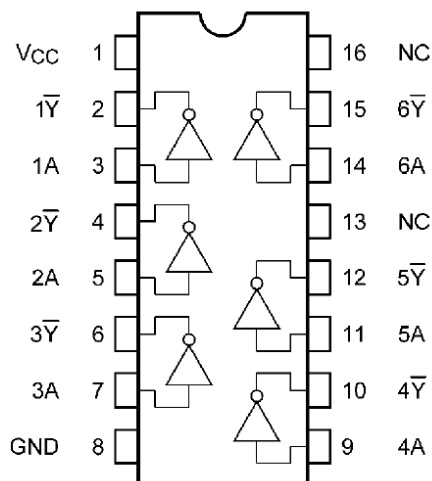 VCC 1 16 NC
1Y̅ 2 15 6Y̅
1A 3 14 6A
2Y̅ 4 13 NC
2A 5 12 5Y̅
3Y̅ 6 11 5A
3A 7 10 4Y̅
GND 8 9 4A